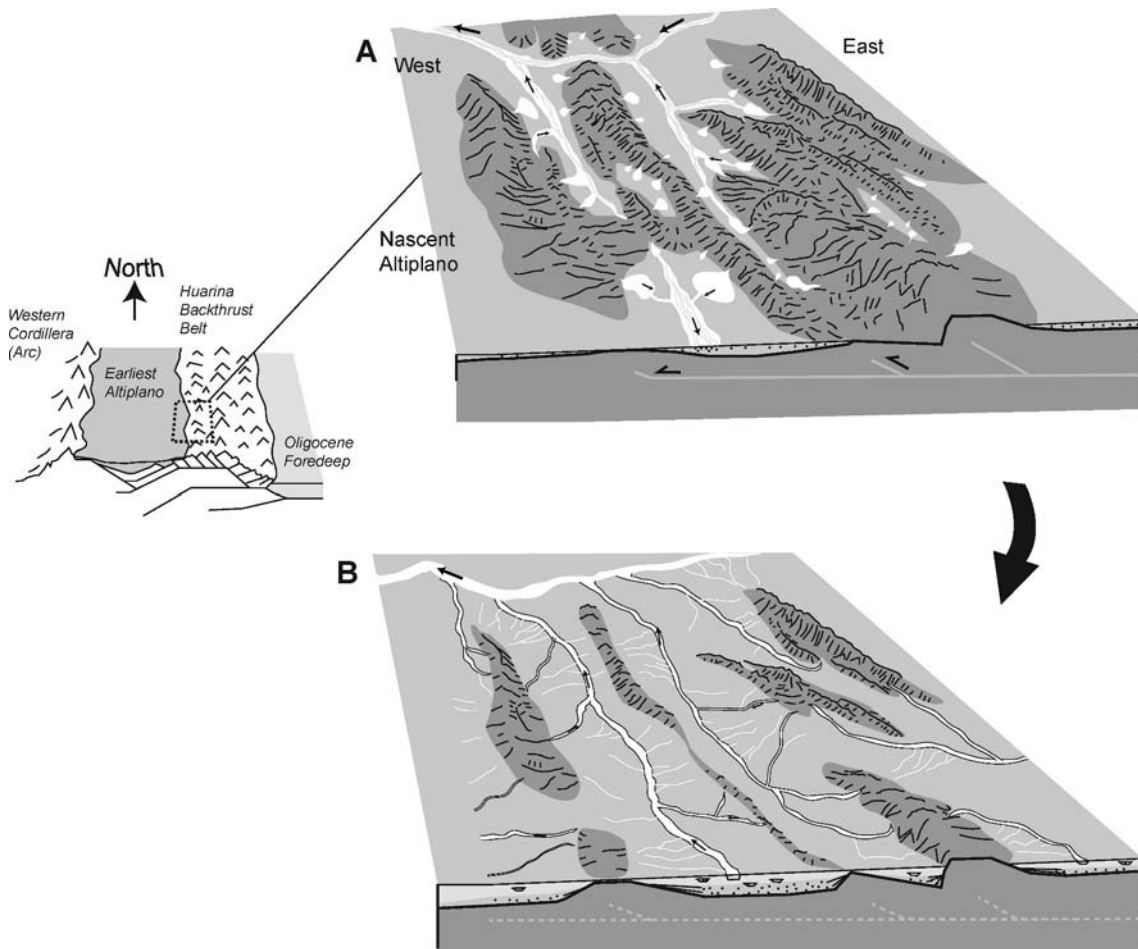 A
West
East
Nascent
Altiplano
North
Western
Cordillera
(Arc)
Huarina
Backthrust
Belt
Earliest
Altiplano
Oligocene
Foredeep
B